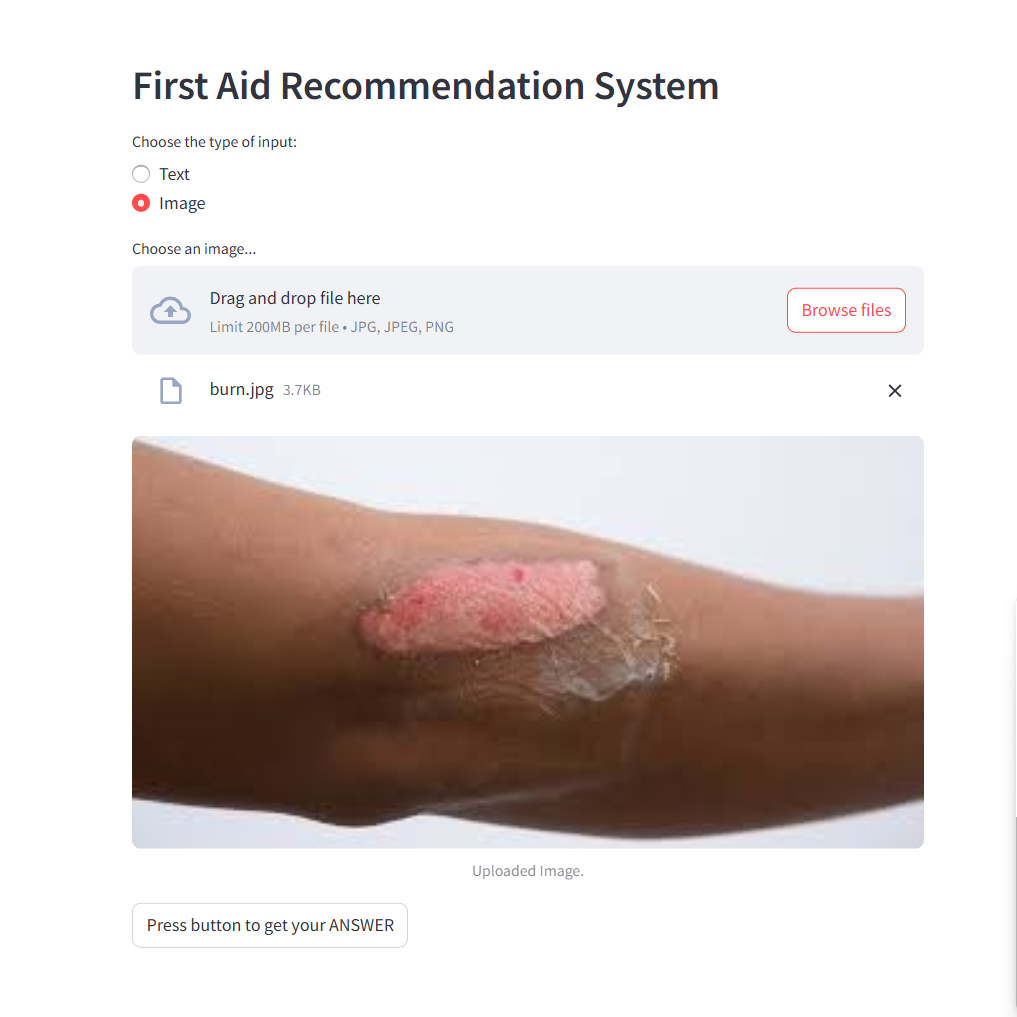 First Aid Recommendation System
Choose the type of input:
Text
Image
Choose an image...
Drag and drop file here
Limit 200MB per file • JPG, JPEG, PNG
Browse files
burn.jpg 3.7KB
Uploaded Image.
Press button to get your ANSWER